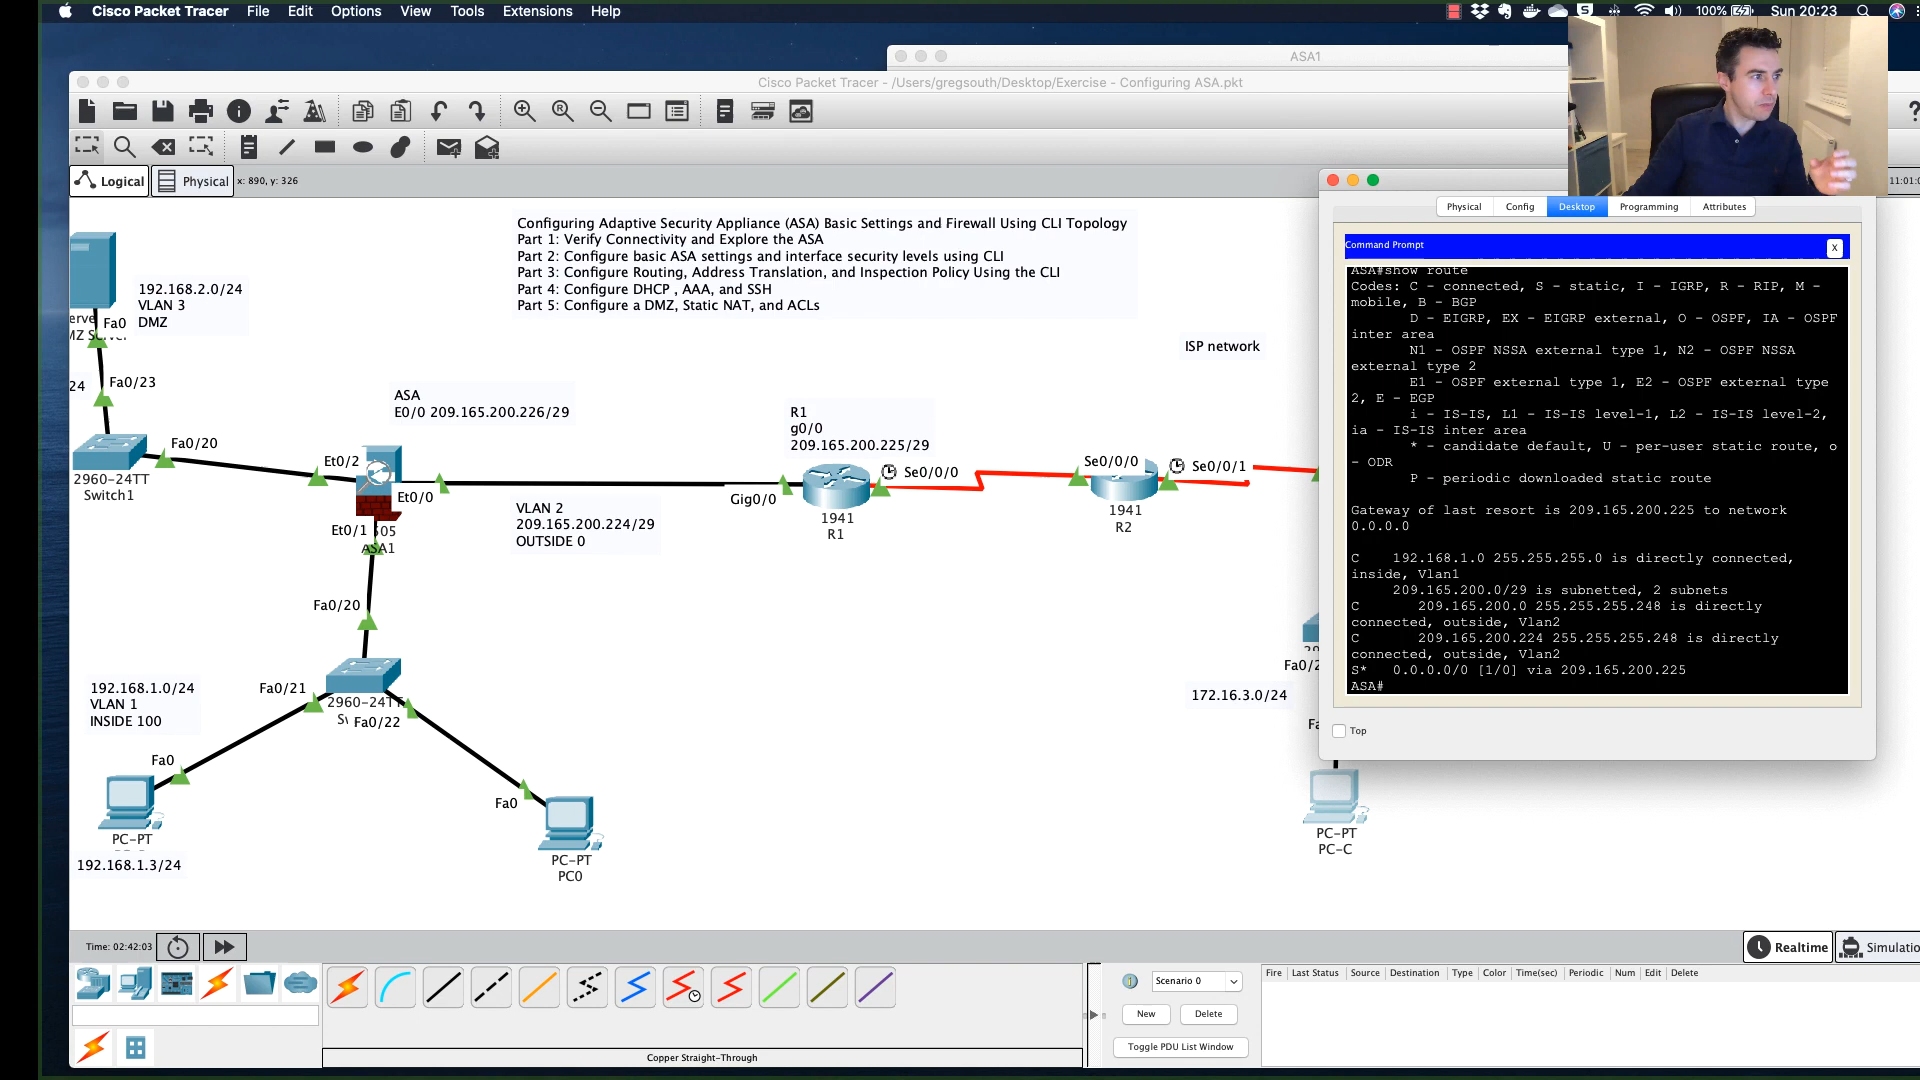 Cisco Packet Tracer File Edit Options View Tools Extensions Help
100% Sun 20:23
ASA1
Cisco Packet Tracer - /Users/gregsouth/Desktop/Exercise - Configuring ASA.pkt
Logical Physical x: 890, y: 326
11:01:0
Configuring Adaptive Security Appliance (ASA) Basic Settings and Firewall Using CLI Topology
Part 1: Verify Connectivity and Explore the ASA
Part 2: Configure basic ASA settings and interface security levels using CLI
Part 3: Configure Routing, Address Translation, and Inspection Policy Using the CLI
Part 4: Configure DHCP , AAA, and SSH
Part 5: Configure a DMZ, Static NAT, and ACLs
192.168.2.0/24
VLAN 3
DMZ
Fa0
24
Fa0/23
Fa0/20
2960-24TT
Switch1
ASA
E0/0 209.165.200.226/29
Et0/2
Et0/0
Et0/1
ASA1
VLAN 2
209.165.200.224/29
OUTSIDE 0
R1
g0/0
209.165.200.225/29
Gig0/0
Se0/0/0
1941
R1
ISP network
Se0/0/0
Se0/0/1
1941
R2
Fa0/20
2960-24TT
192.168.1.0/24
VLAN 1
INSIDE 100
Fa0/21
Fa0/22
Fa0
PC-PT
192.168.1.3/24
Fa0
PC-PT
PC0
172.16.3.0/24
Fa0/2
Fa
PC-PT
PC-C
Physical Config Desktop Programming Attributes
Command Prompt
X
ASA#show route
Codes: C - connected, S - static, I - IGRP, R - RIP, M -
mobile, B - BGP
D - EIGRP, EX - EIGRP external, O - OSPF, IA - OSPF
inter area
N1 - OSPF NSSA external type 1, N2 - OSPF NSSA
external type 2
E1 - OSPF external type 1, E2 - OSPF external type
2, E - EGP
i - IS-IS, L1 - IS-IS level-1, L2 - IS-IS level-2,
ia - IS-IS inter area
* - candidate default, U - per-user static route, o
- ODR
P - periodic downloaded static route
Gateway of last resort is 209.165.200.225 to network
0.0.0.0
C 192.168.1.0 255.255.255.0 is directly connected,
inside, Vlan1
209.165.200.0/29 is subnetted, 2 subnets
C 209.165.200.0 255.255.255.248 is directly
connected, outside, Vlan2
C 209.165.200.224 255.255.255.248 is directly
connected, outside, Vlan2
S* 0.0.0.0/0 [1/0] via 209.165.200.225
ASA#
Top
Time: 02:42:03
Realtime Simulatio
Scenario 0
New Delete
Toggle PDU List Window
Fire Last Status Source Destination Type Color Time(sec) Periodic Num Edit Delete
Copper Straight-Through